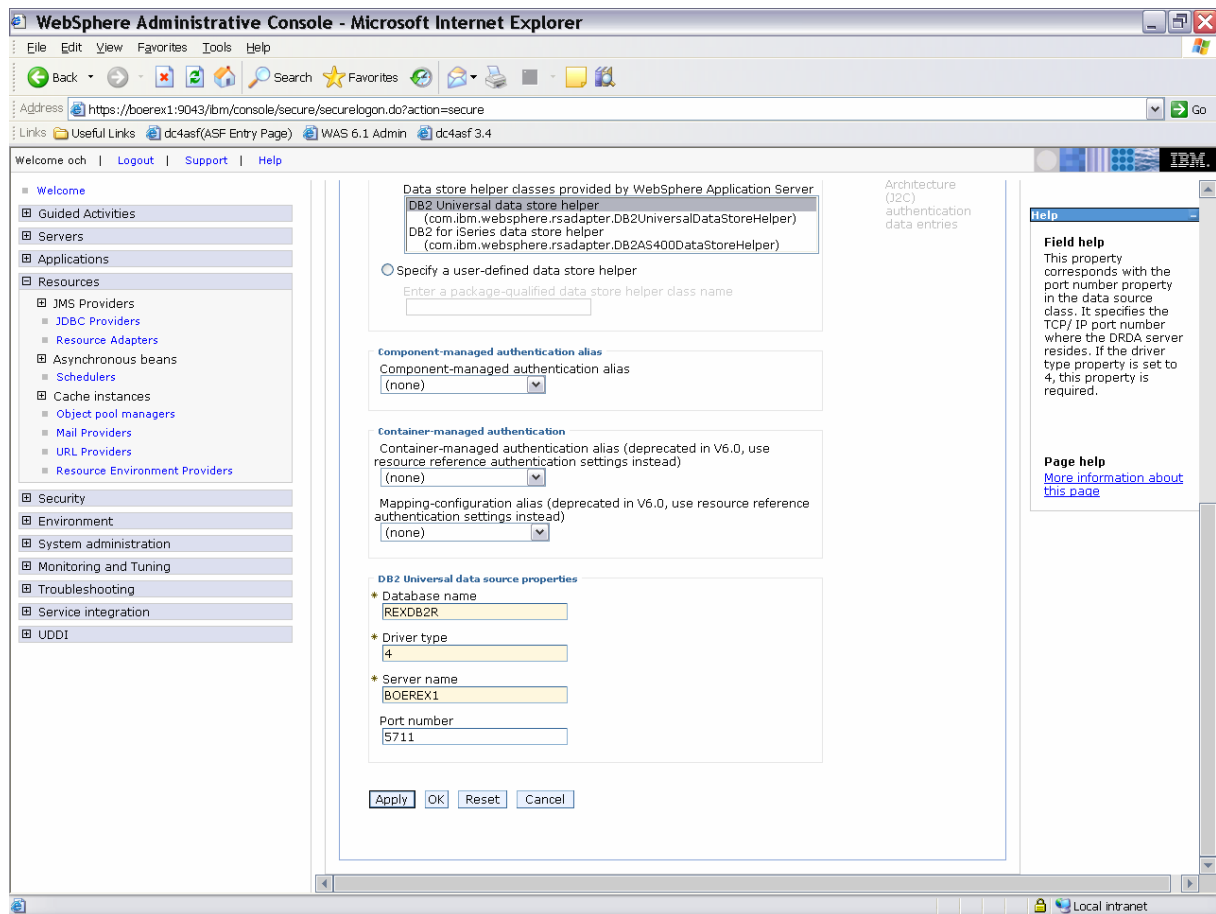 WebSphere Administrative Console - Microsoft Internet Explorer
File Edit View Favorites Tools Help
Back Search Favorites
Address https://boerex1:9043/ibm/console/secure/securelogon.do?action=secure Go
Links Useful Links dc4asf(ASF Entry Page) WAS 6.1 Admin dc4asf 3.4
Welcome och | Logout | Support | Help IBM.
Welcome
Guided Activities
Servers
Applications
Resources
JMS Providers
JDBC Providers
Resource Adapters
Asynchronous beans
Schedulers
Cache instances
Object pool managers
Mail Providers
URL Providers
Resource Environment Providers
Security
Environment
System administration
Monitoring and Tuning
Troubleshooting
Service integration
UDDI
Data store helper classes provided by WebSphere Application Server
DB2 Universal data store helper
(com.ibm.websphere.rsadapter.DB2UniversalDataStoreHelper)
DB2 for iSeries data store helper
(com.ibm.websphere.rsadapter.DB2AS400DataStoreHelper)
Specify a user-defined data store helper
Enter a package-qualified data store helper class name
Component-managed authentication alias
Component-managed authentication alias
(none)
Container-managed authentication
Container-managed authentication alias (deprecated in V6.0, use
resource reference authentication settings instead)
(none)
Mapping-configuration alias (deprecated in V6.0, use resource reference
authentication settings instead)
(none)
DB2 Universal data source properties
* Database name
REXDB2R
* Driver type
4
* Server name
BOEREX1
Port number
5711
Apply OK Reset Cancel
Architecture
(J2C)
authentication
data entries
Help
Field help
This property
corresponds with the
port number property
in the data source
class. It specifies the
TCP/ IP port number
where the DRDA server
resides. If the driver
type property is set to
4, this property is
required.
Page help
More information about
this page
Local intranet